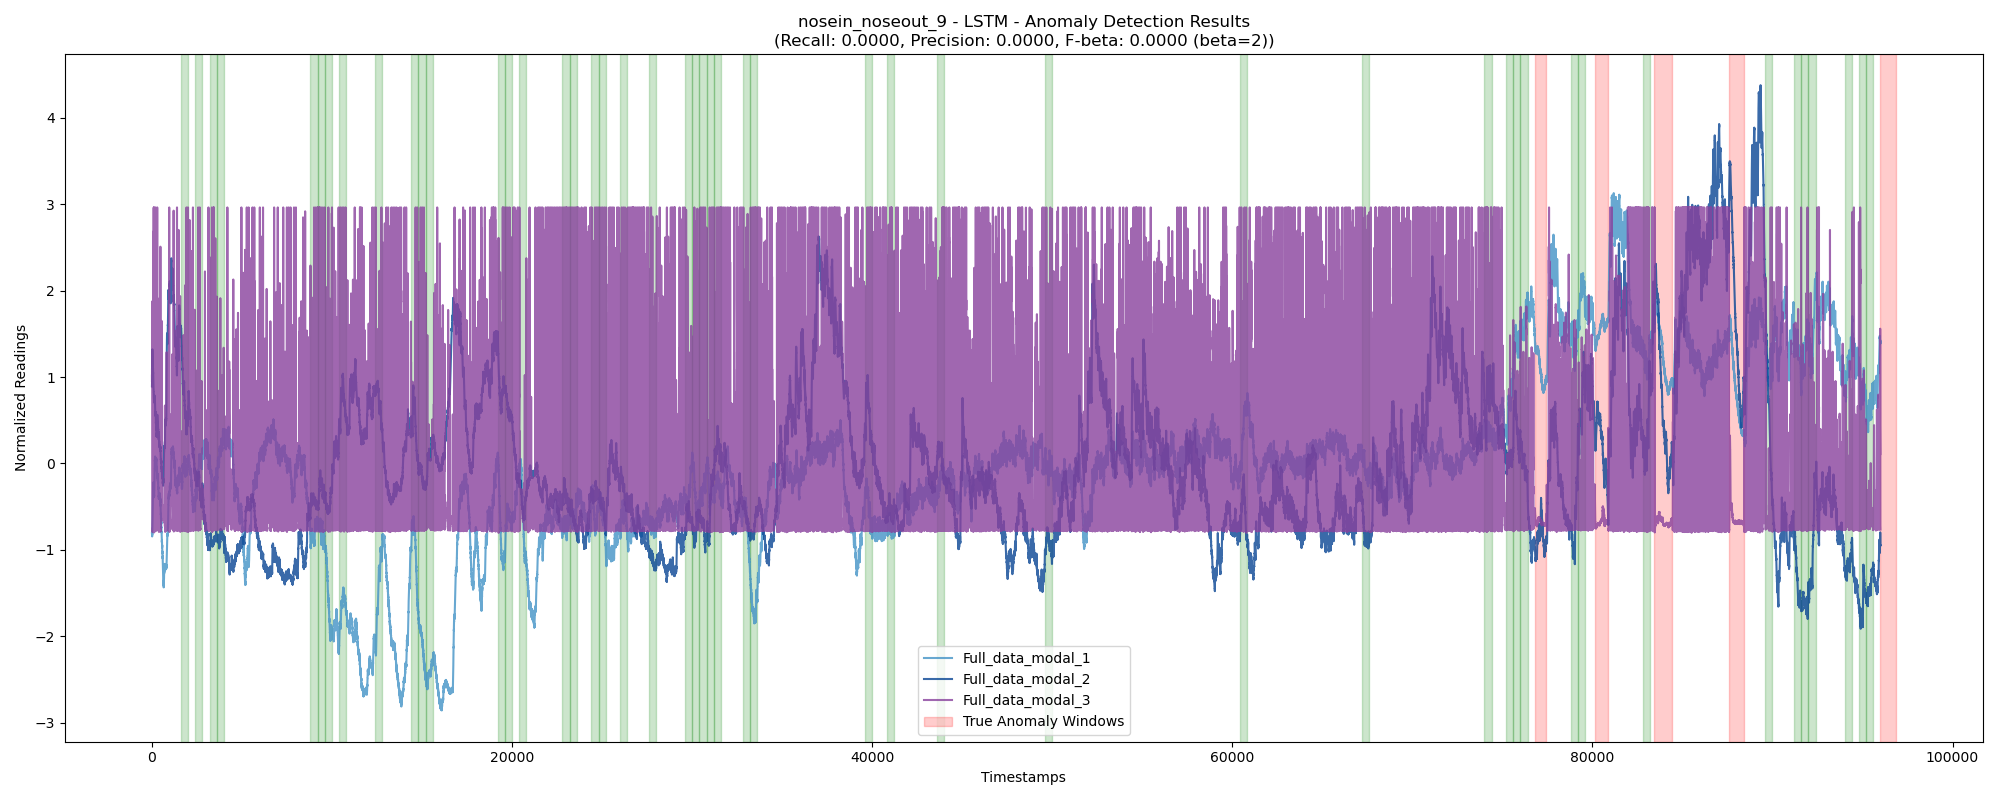 nosein_noseout_9 - LSTM - Anomaly Detection Results
(Recall: 0.0000, Precision: 0.0000, F-beta: 0.0000 (beta=2))
Normalized Readings
4
3
2
1
0
−1
−2
−3
Full_data_modal_1
Full_data_modal_2
Full_data_modal_3
True Anomaly Windows
0
20000
40000
60000
80000
100000
Timestamps